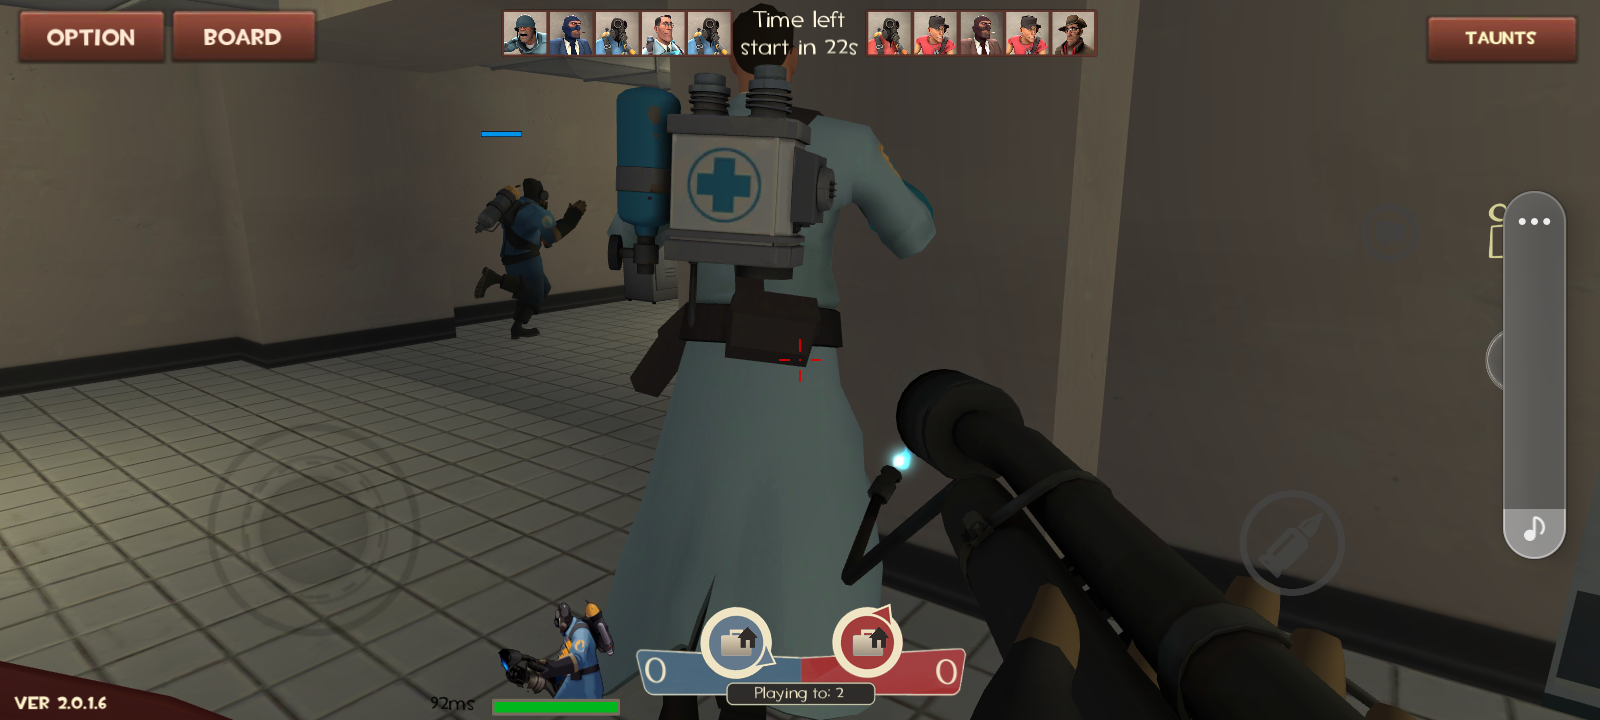 OPTION
BOARD
Time left
start in 22s
TAUNTS
0
0
Playing to: 2
92ms
VER 2.0.1.6